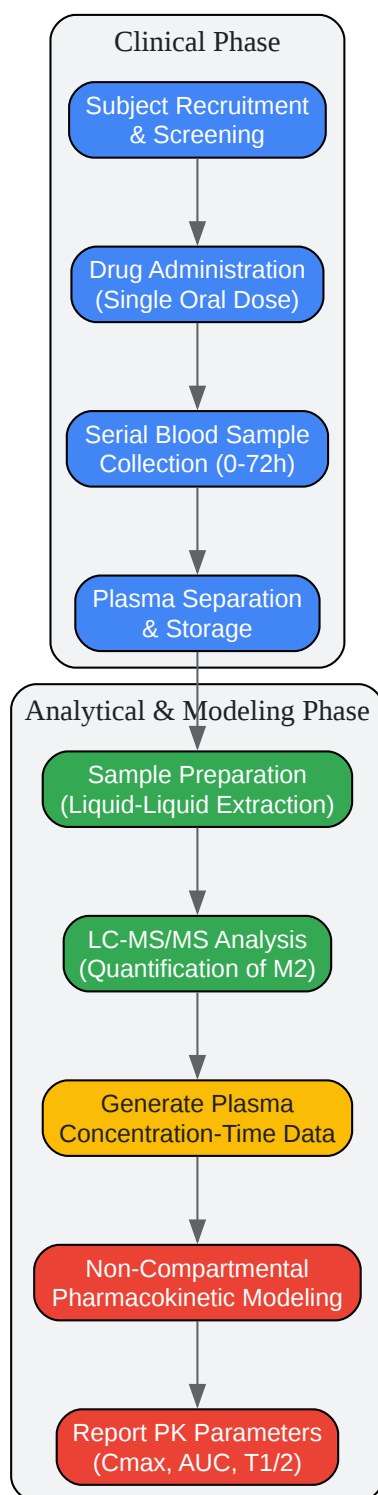 Clinical Phase
Subject Recruitment
& Screening
Drug Administration
(Single Oral Dose)
Serial Blood Sample
Collection (0-72h)
Plasma Separation
& Storage
Analytical & Modeling Phase
Sample Preparation
(Liquid-Liquid Extraction)
LC-MS/MS Analysis
(Quantification of M2)
Generate Plasma
Concentration-Time Data
Non-Compartmental
Pharmacokinetic Modeling
Report PK Parameters
(Cmax, AUC, T1/2)